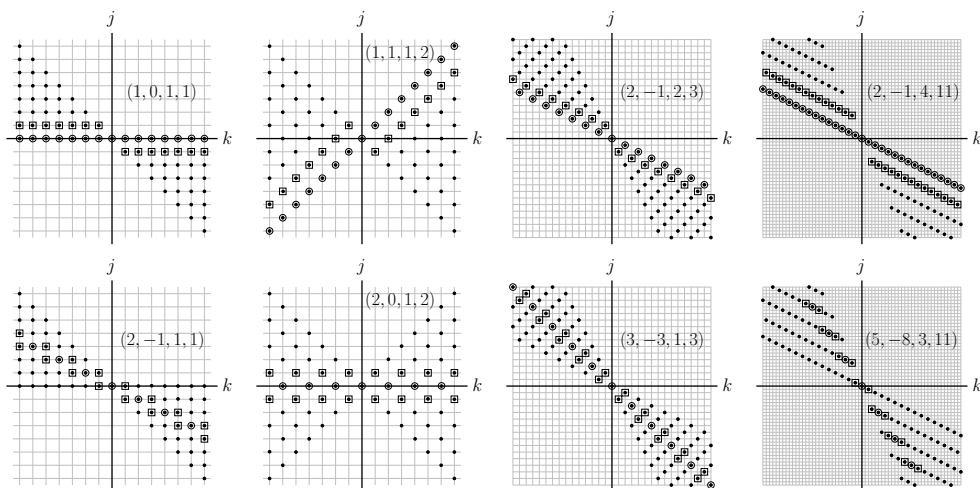 j j j j
(1, 0, 1, 1) (1, 1, 1, 2) (2, −1, 2, 3) (2, −1, 4, 11)
k k k k
j j j j
(2, −1, 1, 1) (2, 0, 1, 2) (3, −3, 1, 3) (5, −8, 3, 11)
k k k k